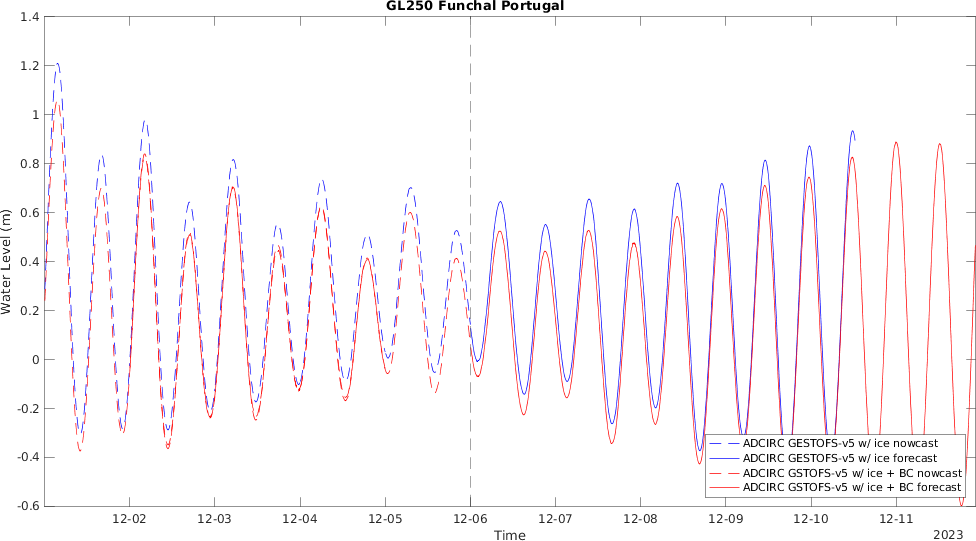 GL250 Funchal Portugal
1.4
1.2
1
0.8
0.6
0.4
0.2
0
-0.2
-0.4
-0.6
Water Level (m)
ADCIRC GESTOFS-v5 w/ ice nowcast
ADCIRC GESTOFS-v5 w/ ice forecast
ADCIRC GSTOFS-v5 w/ ice + BC nowcast
ADCIRC GSTOFS-v5 w/ ice + BC forecast
12-02 12-03 12-04 12-05 12-06 12-07 12-08 12-09 12-10 12-11
Time
2023